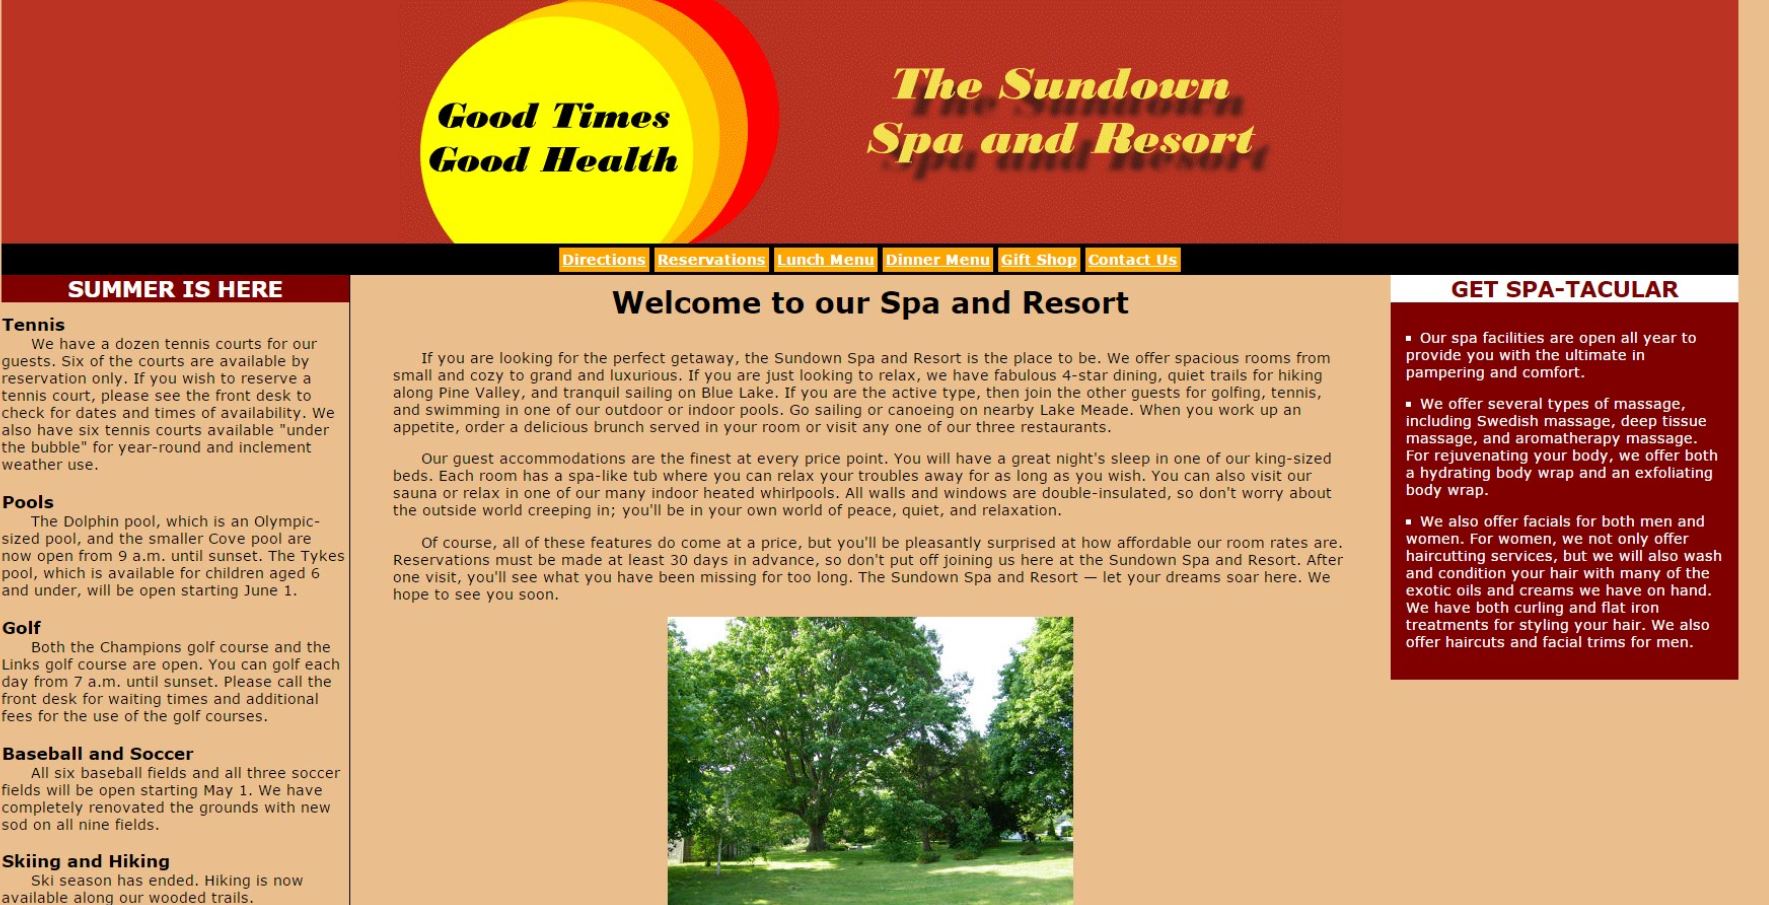 Good Times
Good Health
The Sundown
Spa and Resort
Directions Reservations Lunch Menu Dinner Menu Gift Shop Contact Us
SUMMER IS HERE
Tennis
We have a dozen tennis courts for our
guests. Six of the courts are available by
reservation only. If you wish to reserve a
tennis court, please see the front desk to
check for dates and times of availability. We
also have six tennis courts available "under
the bubble" for year-round and inclement
weather use.
Pools
The Dolphin pool, which is an Olympic-
sized pool, and the smaller Cove pool are
now open from 9 a.m. until sunset. The Tykes
pool, which is available for children aged 6
and under, will be open starting June 1.
Golf
Both the Champions golf course and the
Links golf course are open. You can golf each
day from 7 a.m. until sunset. Please call the
front desk for waiting times and additional
fees for the use of the golf courses.
Baseball and Soccer
All six baseball fields and all three soccer
fields will be open starting May 1. We have
completely renovated the grounds with new
sod on all nine fields.
Skiing and Hiking
Ski season has ended. Hiking is now
available along our wooded trails.
Welcome to our Spa and Resort
If you are looking for the perfect getaway, the Sundown Spa and Resort is the place to be. We offer spacious rooms from
small and cozy to grand and luxurious. If you are just looking to relax, we have fabulous 4-star dining, quiet trails for hiking
along Pine Valley, and tranquil sailing on Blue Lake. If you are the active type, then join the other guests for golfing, tennis,
and swimming in one of our outdoor or indoor pools. Go sailing or canoeing on nearby Lake Meade. When you work up an
appetite, order a delicious brunch served in your room or visit any one of our three restaurants.
Our guest accommodations are the finest at every price point. You will have a great night's sleep in one of our king-sized
beds. Each room has a spa-like tub where you can relax your troubles away for as long as you wish. You can also visit our
sauna or relax in one of our many indoor heated whirlpools. All walls and windows are double-insulated, so don't worry about
the outside world creeping in; you'll be in your own world of peace, quiet, and relaxation.
Of course, all of these features do come at a price, but you'll be pleasantly surprised at how affordable our room rates are.
Reservations must be made at least 30 days in advance, so don't put off joining us here at the Sundown Spa and Resort. After
one visit, you'll see what you have been missing for too long. The Sundown Spa and Resort — let your dreams soar here. We
hope to see you soon.
GET SPA-TACULAR
▪ Our spa facilities are open all year to
provide you with the ultimate in
pampering and comfort.
▪ We offer several types of massage,
including Swedish massage, deep tissue
massage, and aromatherapy massage.
For rejuvenating your body, we offer both
a hydrating body wrap and an exfoliating
body wrap.
▪ We also offer facials for both men and
women. For women, we not only offer
haircutting services, but we will also wash
and condition your hair with many of the
exotic oils and creams we have on hand.
We have both curling and flat iron
treatments for styling your hair. We also
offer haircuts and facial trims for men.